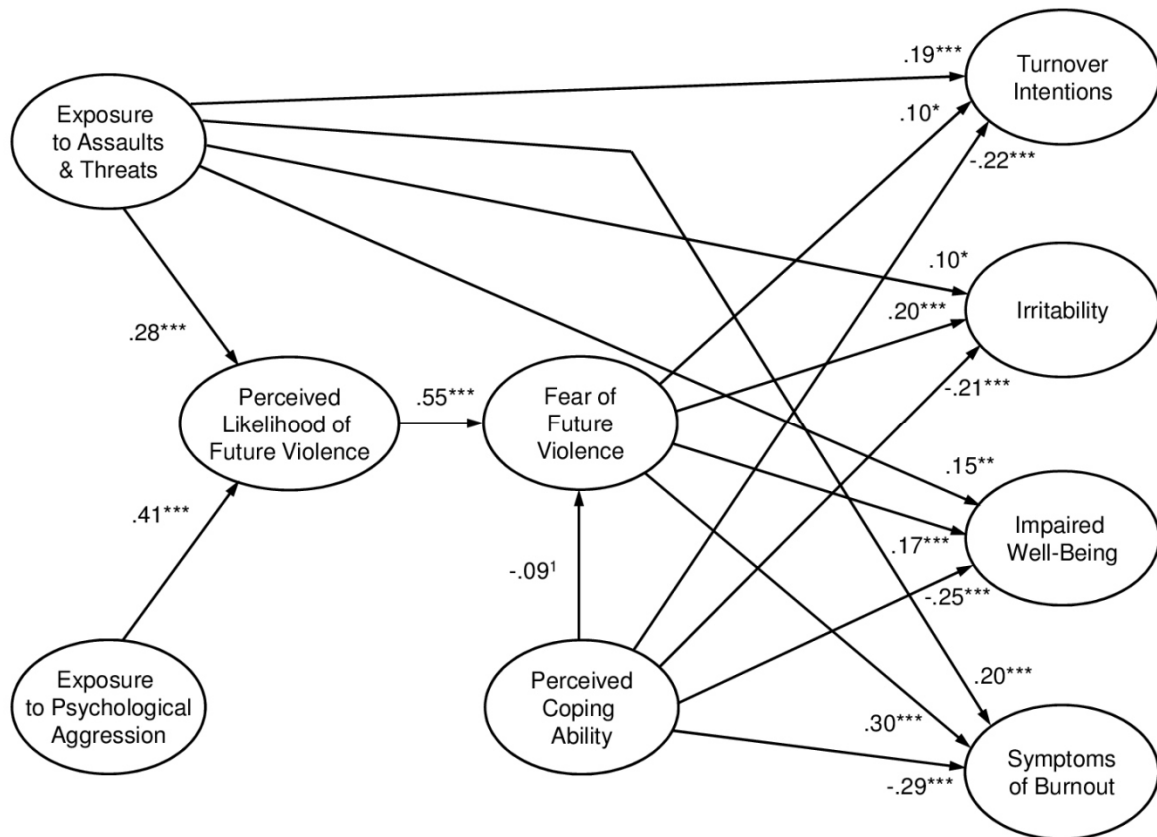 Exposure
to Assaults
& Threats
.19***
Turnover
Intentions
.10*
-.22***
.10*
Irritability
.20***
-.21***
.28***
Perceived
Likelihood of
Future Violence
.55***
Fear of
Future
Violence
.41***
.15**
Impaired
Well-Being
.17***
-.25***
-.09¹
Exposure
to Psychological
Aggression
Perceived
Coping
Ability
.20***
.30***
Symptoms
of Burnout
-.29***